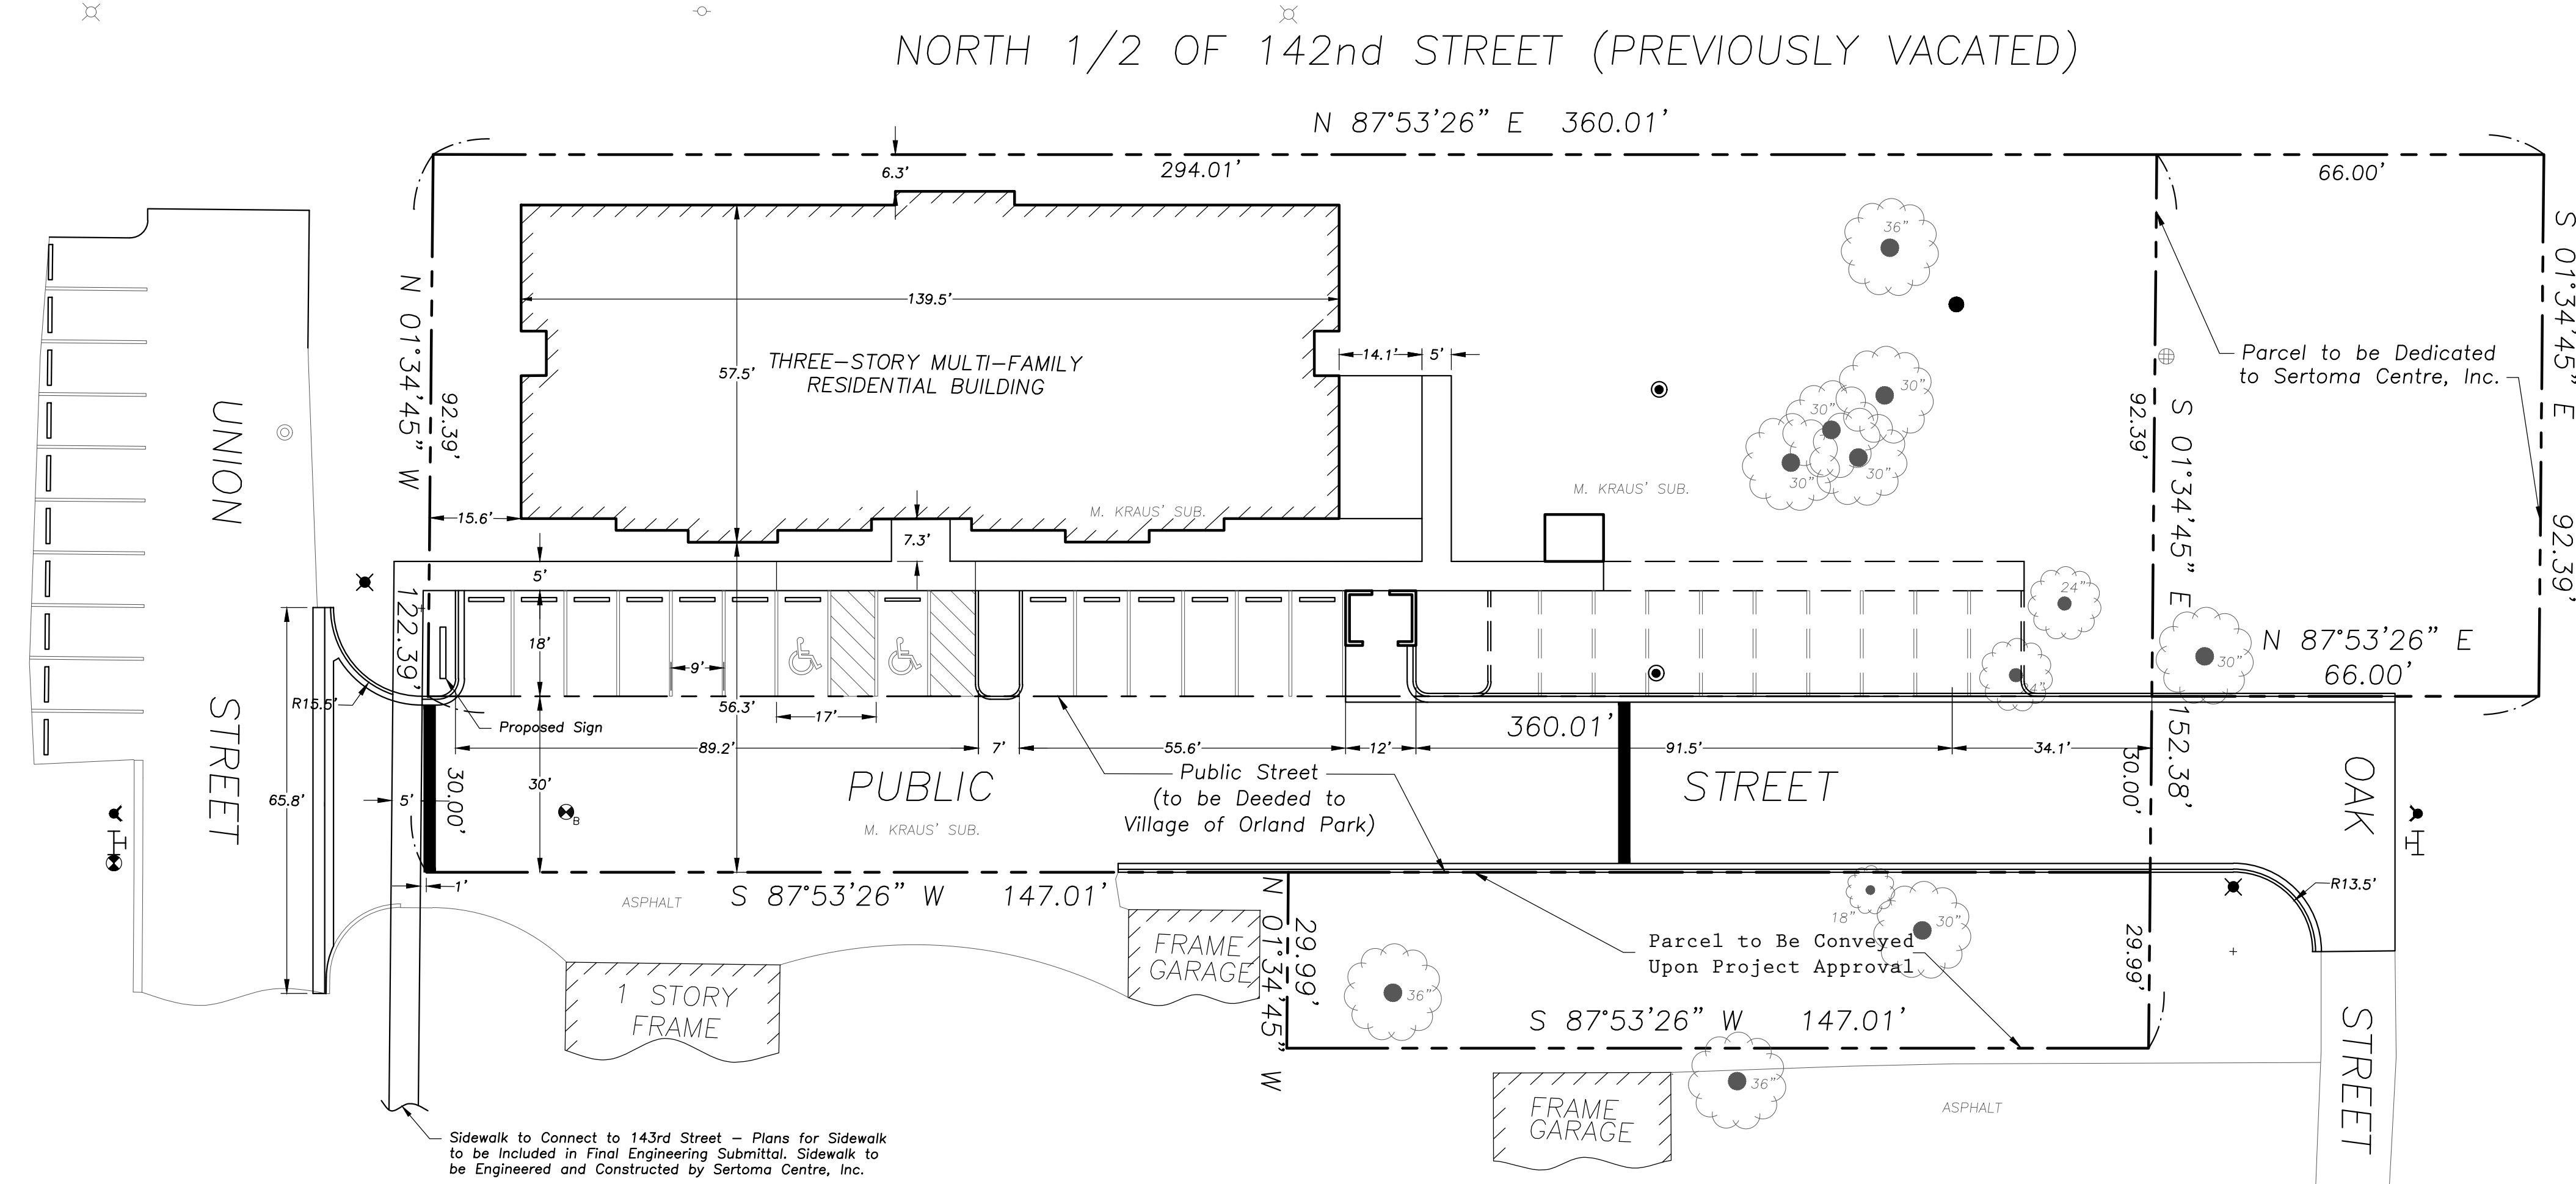 NORTH 1/2 OF 142nd STREET (PREVIOUSLY VACATED)
N 87°53'26" E 360.01'
294.01'
66.00'
6.3'
36"
S 01°34'45" E
92.39'
N 01°34'45" W
92.39'
122.39'
139.5'
57.5'
THREE-STORY MULTI-FAMILY
RESIDENTIAL BUILDING
14.1'
5'
Parcel to be Dedicated
to Sertoma Centre, Inc.
30"
30"
30"
30"
92.39'
S 01°34'45" E
152.38'
UNION
STREET
M. KRAUS' SUB.
M. KRAUS' SUB.
15.6'
7.3'
5'
18'
9'
24"
24"
30"
N 87°53'26" E
66.00'
R15.5'
Proposed Sign
17'
56.3'
360.01'
89.2'
7'
55.6'
12'
91.5'
34.1'
65.8'
5'
30.00'
30'
B
PUBLIC
STREET
M. KRAUS' SUB.
Public Street
(to be Deeded to
Village of Orland Park)
30.00'
OAK
STREET
H
H
1'
ASPHALT
S 87°53'26" W 147.01'
N 01°34'45" W
29.99'
R13.5'
18"
30"
FRAME
GARAGE
Parcel to Be Conveyed
Upon Project Approval
29.99'
1 STORY
FRAME
36"
S 87°53'26" W 147.01'
36"
FRAME
GARAGE
ASPHALT
Sidewalk to Connect to 143rd Street – Plans for Sidewalk
to be Included in Final Engineering Submittal. Sidewalk to
be Engineered and Constructed by Sertoma Centre, Inc.